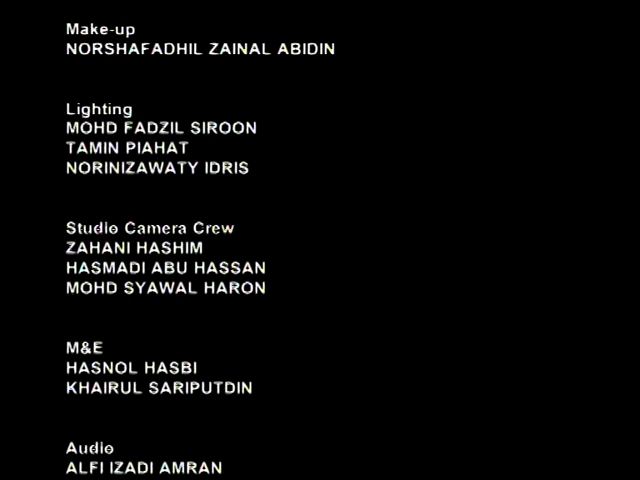 Make-up
NORSHAFADHIL ZAINAL ABIDIN
Lighting
MOHD FADZIL SIROON
TAMIN PIAHAT
NORINIZAWATY IDRIS
Studio Camera Crew
ZAHANI HASHIM
HASMADI ABU HASSAN
MOHD SYAWAL HARON
M&E
HASNOL HASBI
KHAIRUL SARIPUTDIN
Audio
ALFI IZADI AMRAN